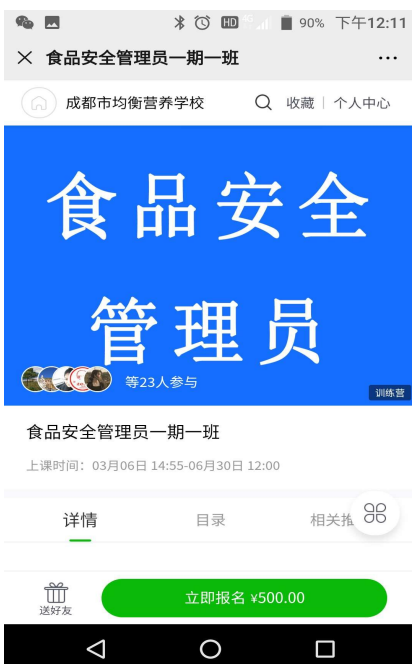 HD 4G 90% 下午12:11
食品安全管理员一期一班
成都市均衡营养学校 收藏 | 个人中心
食品安全
管理员
等23人参与
训练营
食品安全管理员一期一班
上课时间：03月06日 14:55-06月30日 12:00
详情 目录 相关推
送好友
立即报名 ¥500.00